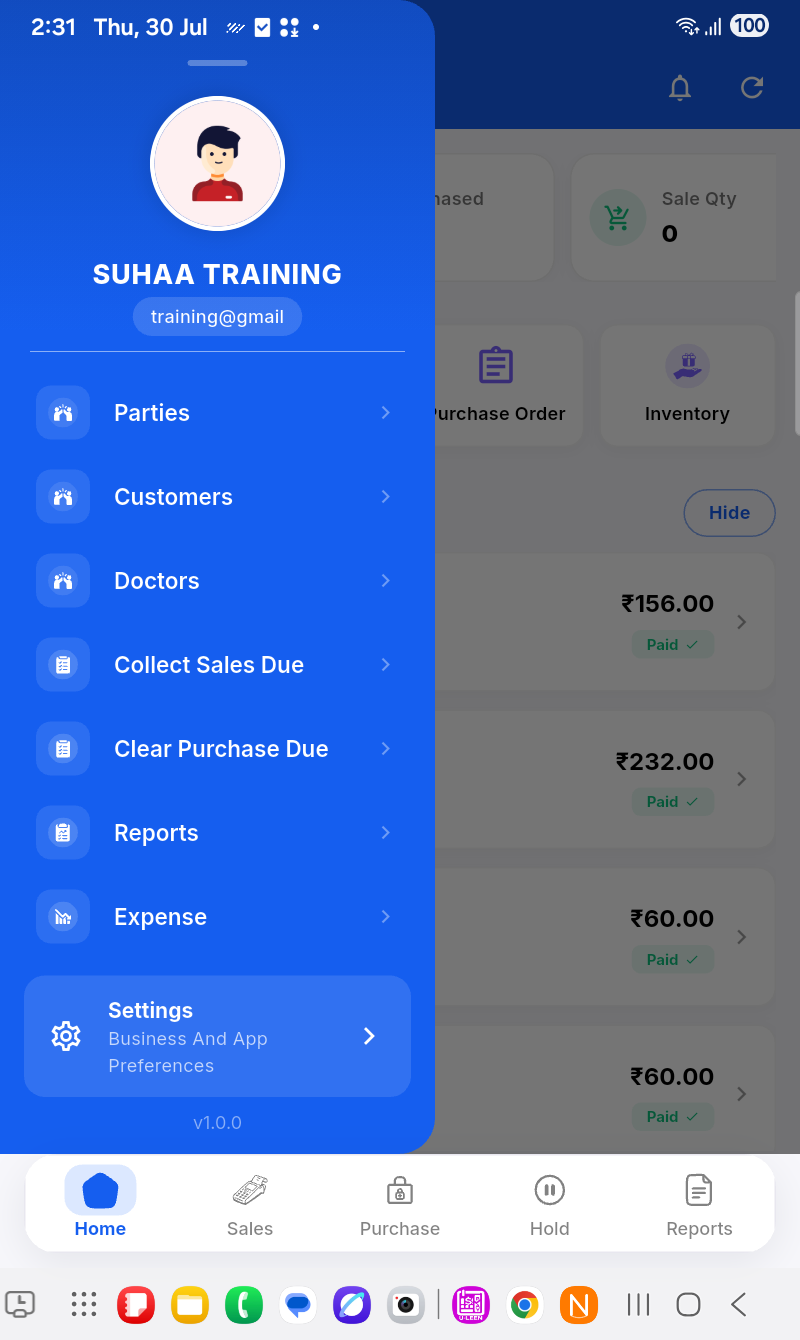 2:31 Thu, 30 Jul
100
SUHAA TRAINING
training@gmail
Parties
Customers
Doctors
Collect Sales Due
Clear Purchase Due
Reports
Expense
Settings
Business And App
Preferences
v1.0.0
Sale Qty
0
Purchase Order
Inventory
Hide
₹156.00
Paid
₹232.00
Paid
₹60.00
Paid
₹60.00
Paid
Home
Sales
Purchase
Hold
Reports
U-LEEN